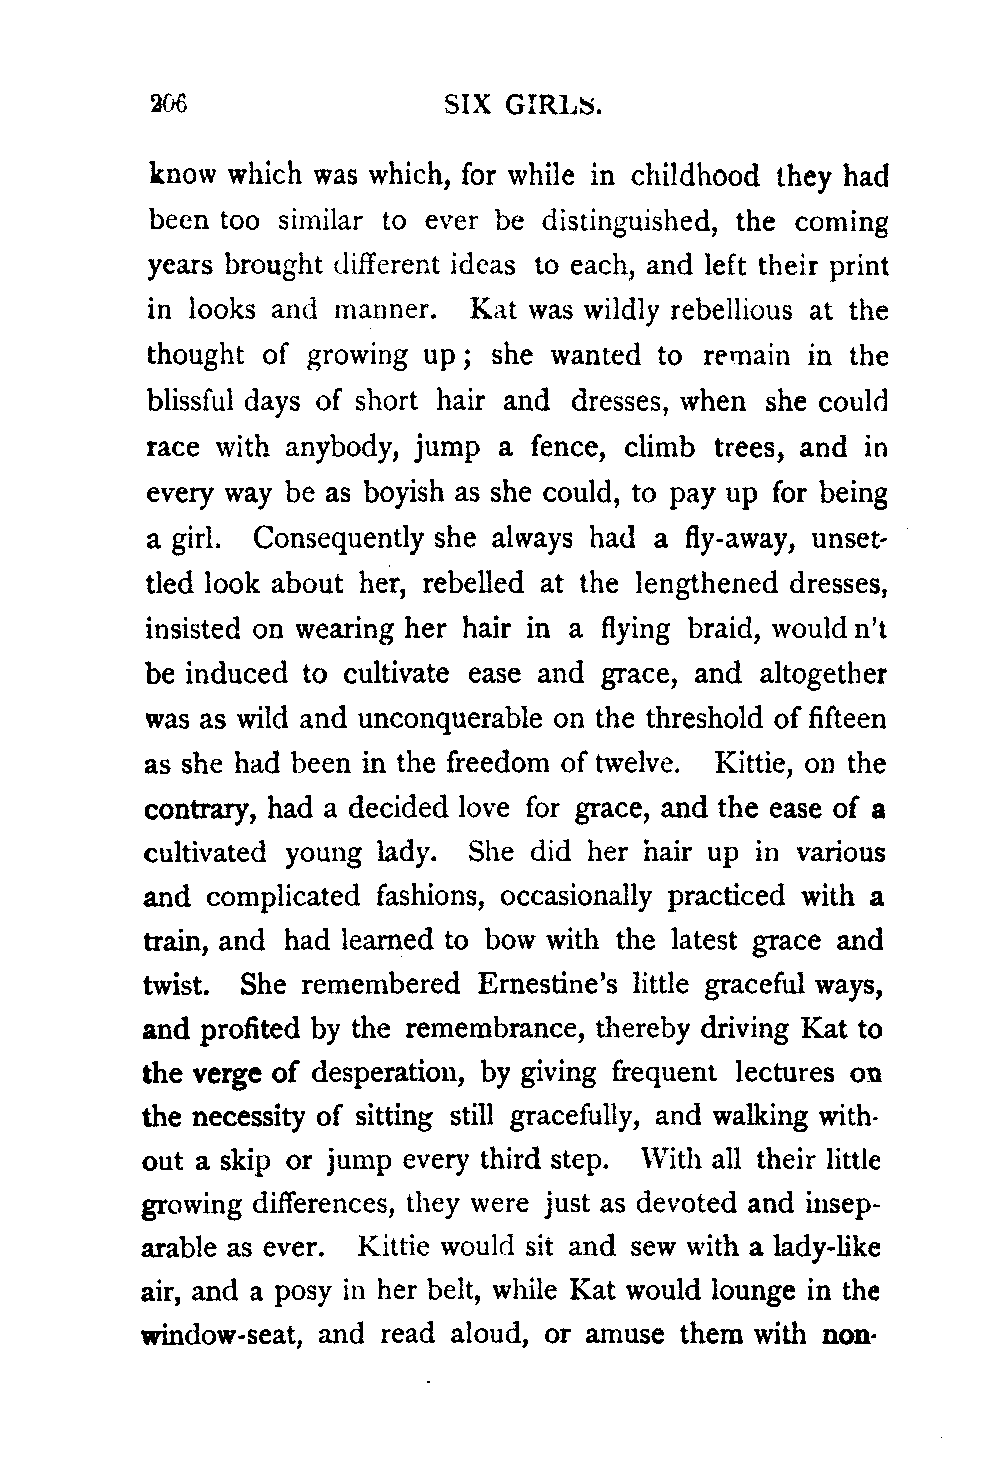 206 SIX GIRLS.
know which was which, for while in childhood they had
been too similar to ever be distinguished, the coming
years brought different ideas to each, and left their print
in looks and manner. Kat was wildly rebellious at the
thought of growing up; she wanted to remain in the
blissful days of short hair and dresses, when she could
race with anybody, jump a fence, climb trees, and in
every way be as boyish as she could, to pay up for being
a girl. Consequently she always had a fly-away, unset-
tled look about her, rebelled at the lengthened dresses,
insisted on wearing her hair in a flying braid, would n't
be induced to cultivate ease and grace, and altogether
was as wild and unconquerable on the threshold of fifteen
as she had been in the freedom of twelve. Kittie, on the
contrary, had a decided love for grace, and the ease of a
cultivated young lady. She did her hair up in various
and complicated fashions, occasionally practiced with a
train, and had learned to bow with the latest grace and
twist. She remembered Ernestine's little graceful ways,
and profited by the remembrance, thereby driving Kat to
the verge of desperation, by giving frequent lectures on
the necessity of sitting still gracefully, and walking with-
out a skip or jump every third step. With all their little
growing differences, they were just as devoted and insep-
arable as ever. Kittie would sit and sew with a lady-like
air, and a posy in her belt, while Kat would lounge in the
window-seat, and read aloud, or amuse them with non-